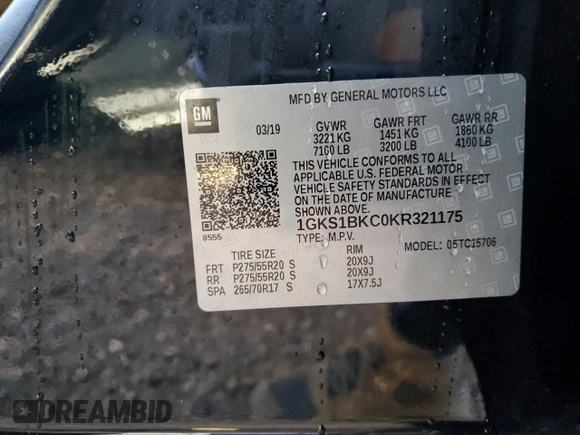 MFD BY GENERAL MOTORS LLC
GM
03/19 GVWR GAWR FRT GAWR RR
3221 KG 1451 KG 1860 KG
7100 LB 3200 LB 4100 LB
THIS VEHICLE CONFORMS TO ALL
APPLICABLE U.S. FEDERAL MOTOR
VEHICLE SAFETY STANDARDS IN EFFECT
ON THE DATE OF MANUFACTURE
SHOWN ABOVE.
1GKS1BKC0KR321175
8555
TYPE: M.P.V. MODEL: 05TC15706
TIRE SIZE RIM
FRT P275/55R20 S 20X9J
RR P275/55R20 S 20X9J
SPA 265/70R17 S 17X7.5J
DREAMBID